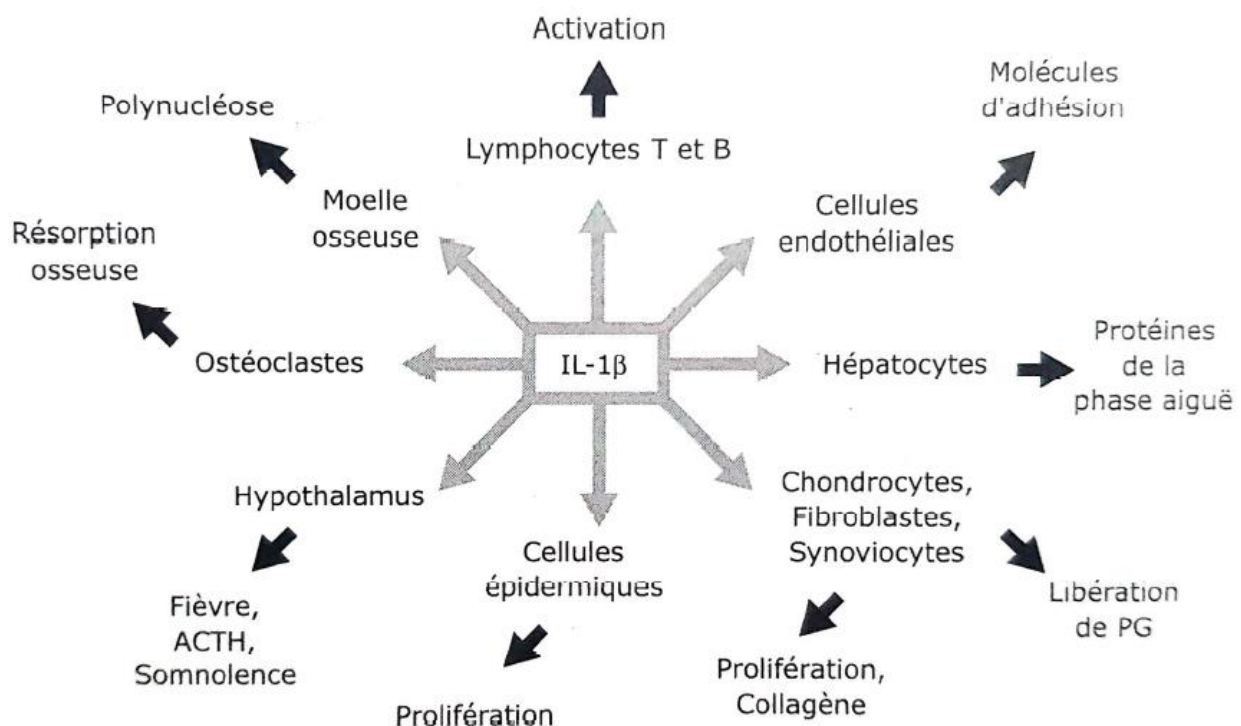 Activation
Molécules
d'adhésion
Polynucléose
Lymphocytes T et B
Moelle
osseuse
Cellules
endothéliales
Résorption
osseuse
Ostéoclastes
IL-1β
Hépatocytes
Protéines
de la
phase aiguë
Hypothalamus
Chondrocytes,
Fibroblastes,
Synoviocytes
Cellules
épidermiques
Fièvre,
ACTH,
Somnolence
Libération
de PG
Prolifération,
Collagène
Prolifération